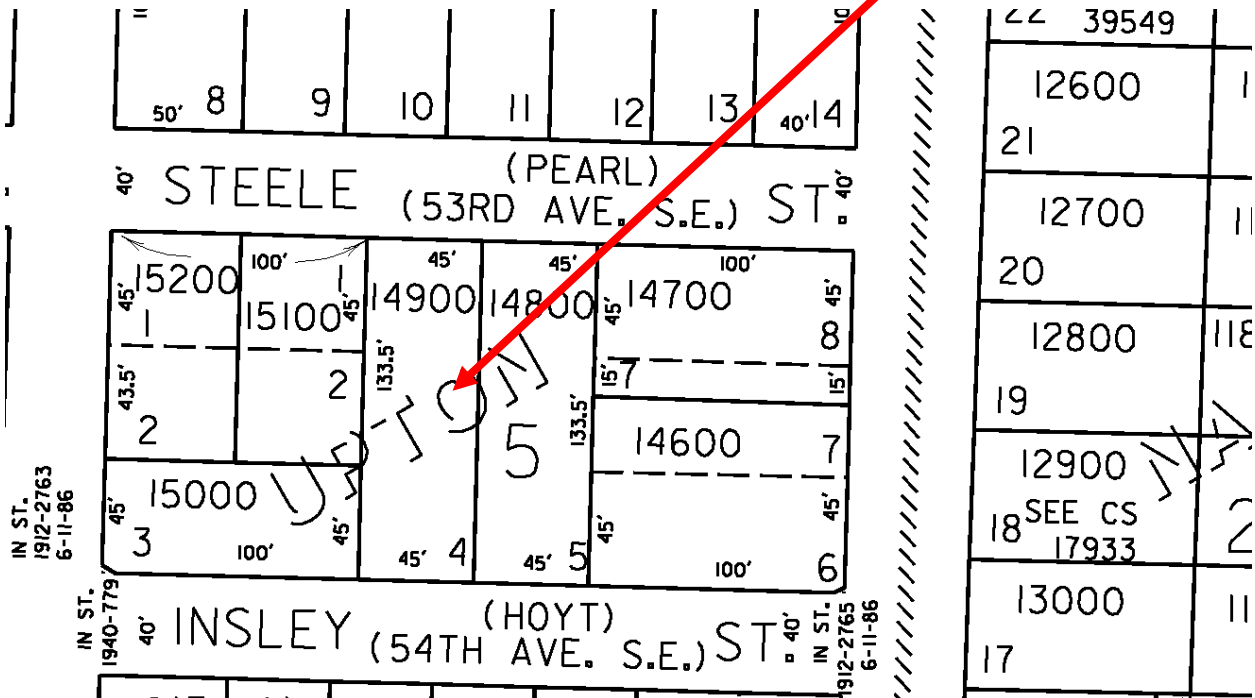 22 39549
50' 8 9 10 11 12 13 40' 14
12600
21
40' STEELE (PEARL) ST. 40'
(53RD AVE. S.E.)
12700
20
15200 100' 1 45' 45' 100'
45' 15100 45' 14900 14800 45' 14700 45'
1 8
12800 118
43.5' 2 133.5' 15' 7 15'
2 UPTON 5 133.5' 14600 7
19
12900
15000 45'
SEE CS
18 17933
45' 3 100' 45' 45' 4 45' 5 45' 100' 6
2
IN ST.
1912-2763
6-11-86
IN ST.
1940-779'
40' INSLEY (HOYT) ST. 40'
(54TH AVE. S.E.)
IN ST.
1912-2765
6-11-86
13000 11
17